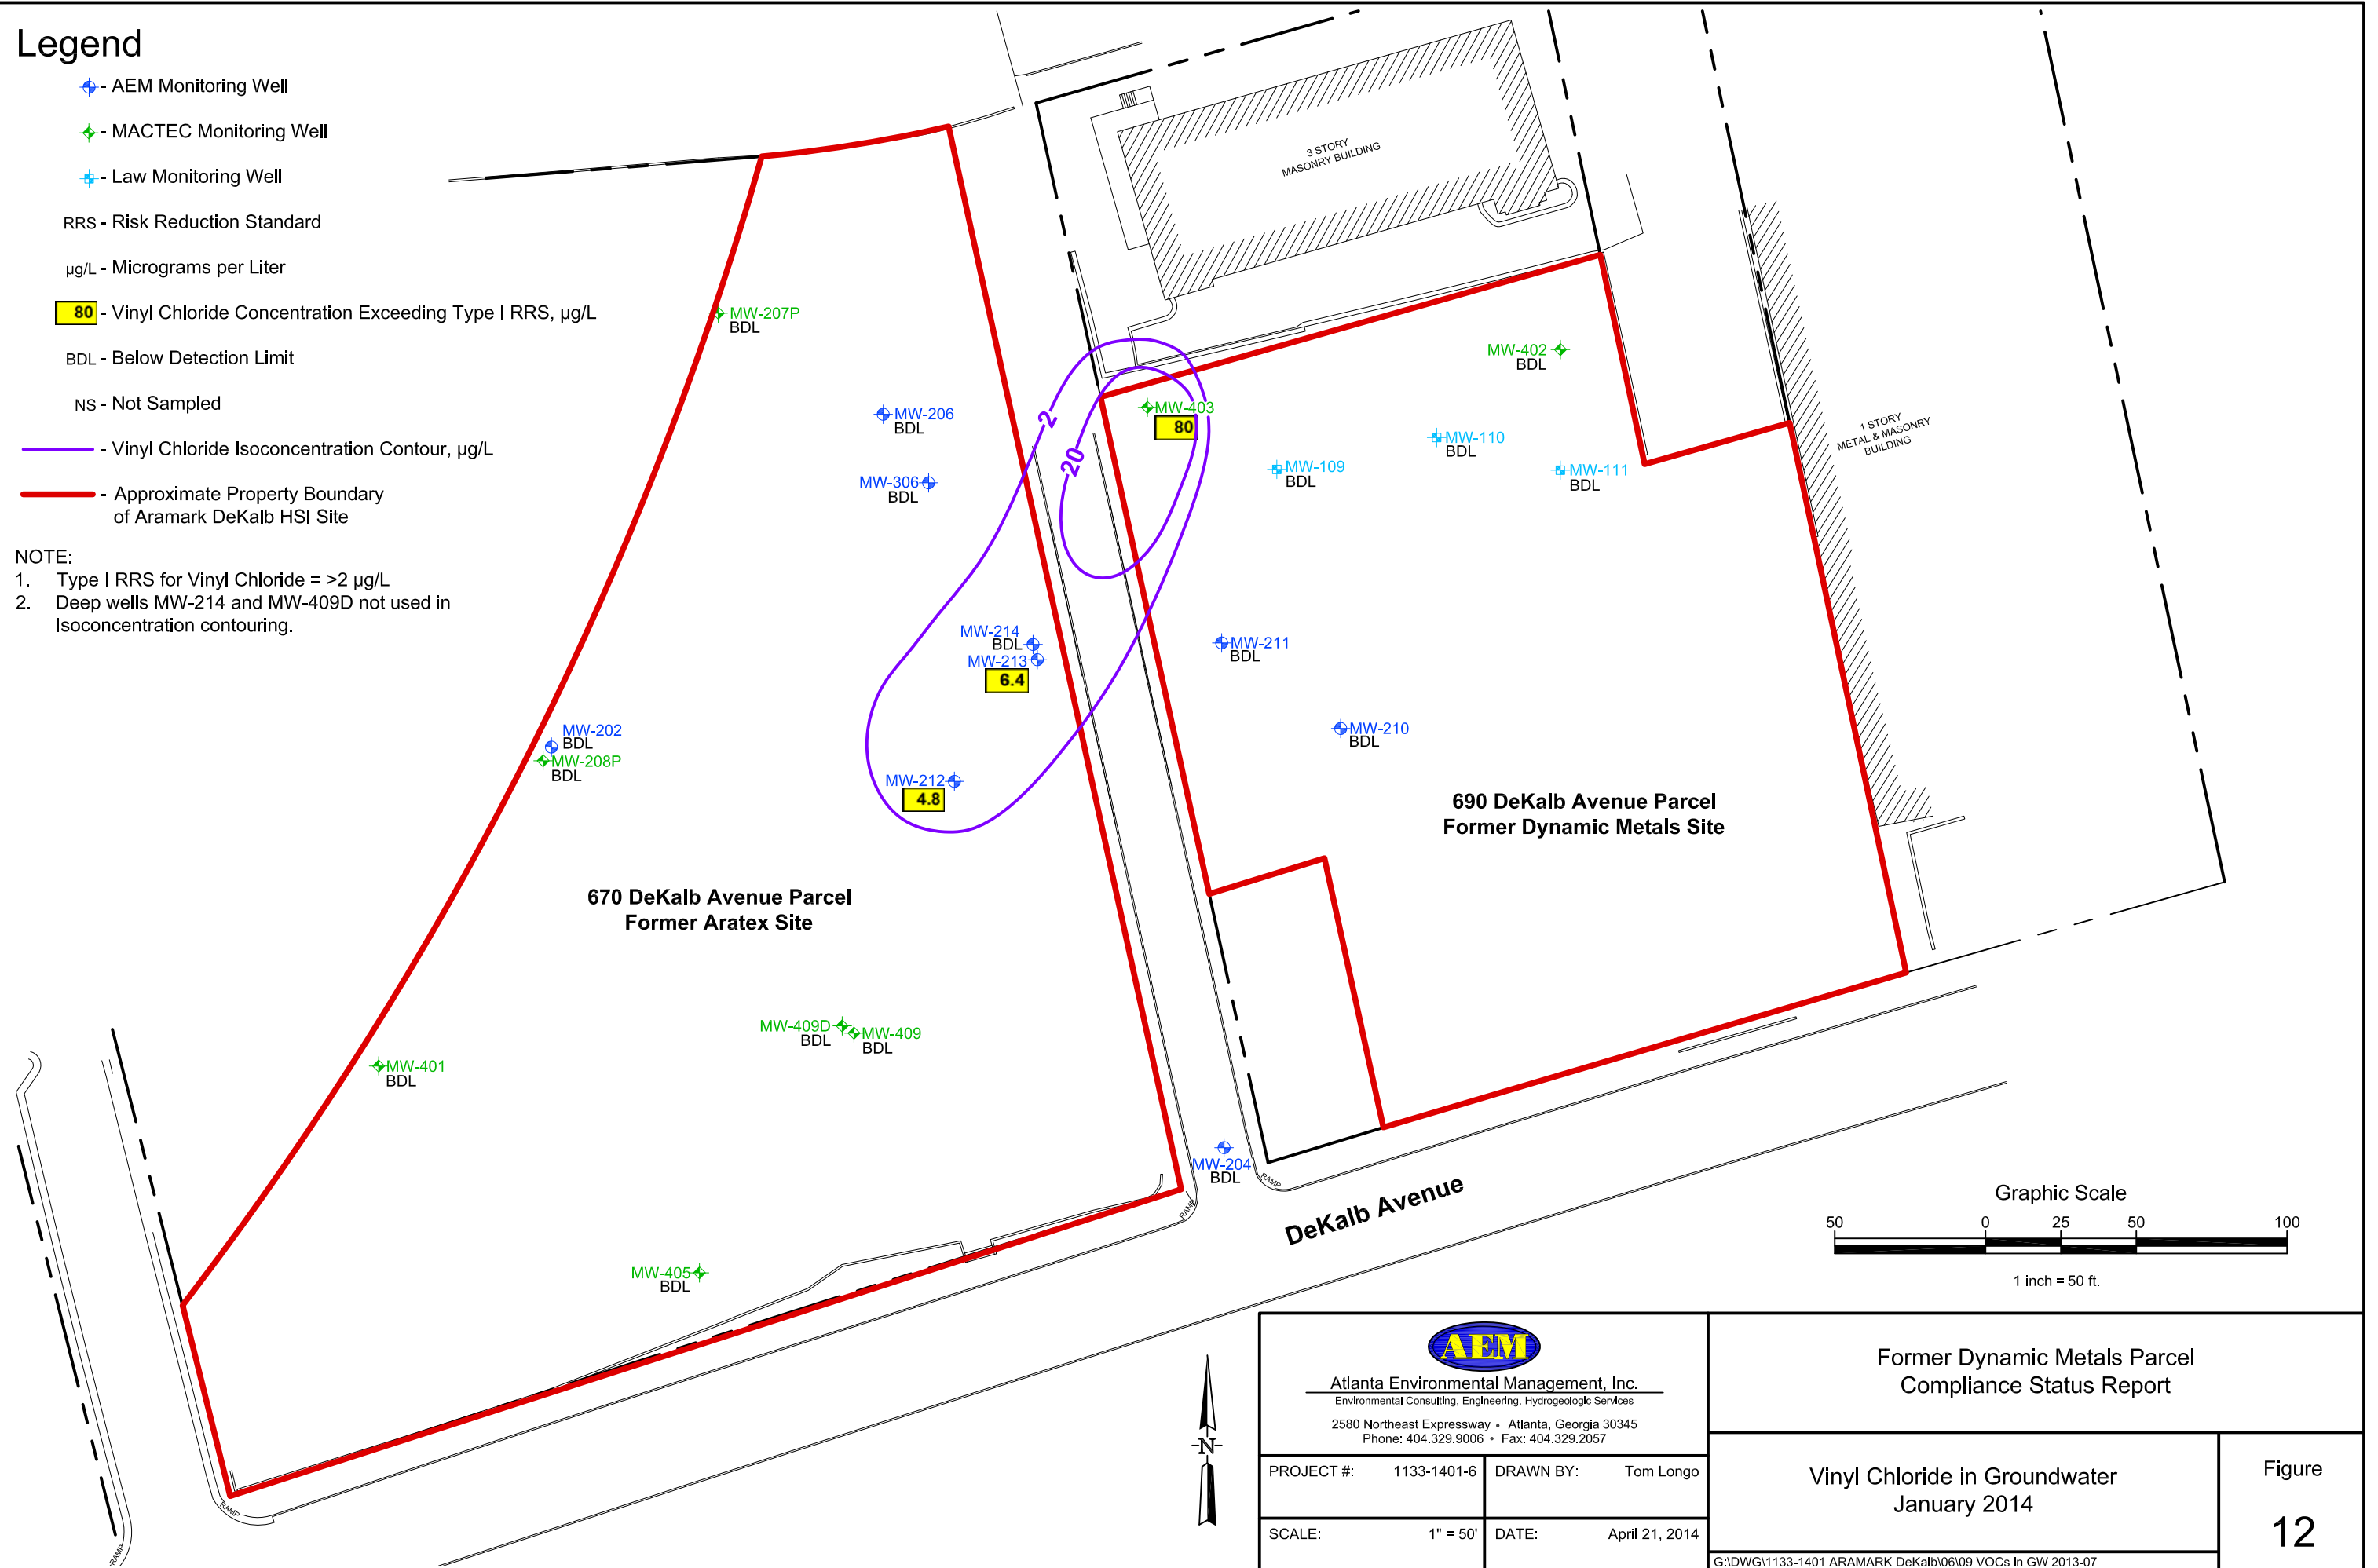 Legend
- AEM Monitoring Well
- MACTEC Monitoring Well
- Law Monitoring Well
RRS - Risk Reduction Standard
µg/L - Micrograms per Liter
80 - Vinyl Chloride Concentration Exceeding Type I RRS, µg/L
BDL - Below Detection Limit
NS - Not Sampled
- Vinyl Chloride Isoconcentration Contour, µg/L
- Approximate Property Boundary
of Aramark DeKalb HSI Site
NOTE:
1. Type I RRS for Vinyl Chloride = >2 µg/L
2. Deep wells MW-214 and MW-409D not used in
Isoconcentration contouring.
3 STORY
MASONRY BUILDING
1 STORY
METAL & MASONRY
BUILDING
MW-207P
BDL
MW-206
BDL
MW-306
BDL
2
20
MW-403
80
MW-402
BDL
MW-110
BDL
MW-109
BDL
MW-111
BDL
MW-214
BDL
MW-213
6.4
MW-211
BDL
MW-202
BDL
MW-208P
BDL
MW-212
4.8
MW-210
BDL
690 DeKalb Avenue Parcel
Former Dynamic Metals Site
670 DeKalb Avenue Parcel
Former Aratex Site
MW-409D
BDL
MW-409
BDL
MW-401
BDL
MW-204
BDL
MW-405
BDL
RAMP
RAMP
RAMP
RAMP
DeKalb Avenue
Graphic Scale
50 0 25 50 100
1 inch = 50 ft.
-N-
AEM
Atlanta Environmental Management, Inc.
Environmental Consulting, Engineering, Hydrogeologic Services
2580 Northeast Expressway • Atlanta, Georgia 30345
Phone: 404.329.9006 • Fax: 404.329.2057
PROJECT #: 1133-1401-6
DRAWN BY: Tom Longo
SCALE: 1" = 50'
DATE: April 21, 2014
Former Dynamic Metals Parcel
Compliance Status Report
Vinyl Chloride in Groundwater
January 2014
Figure
12
G:\DWG\1133-1401 ARAMARK DeKalb\06\09 VOCs in GW 2013-07